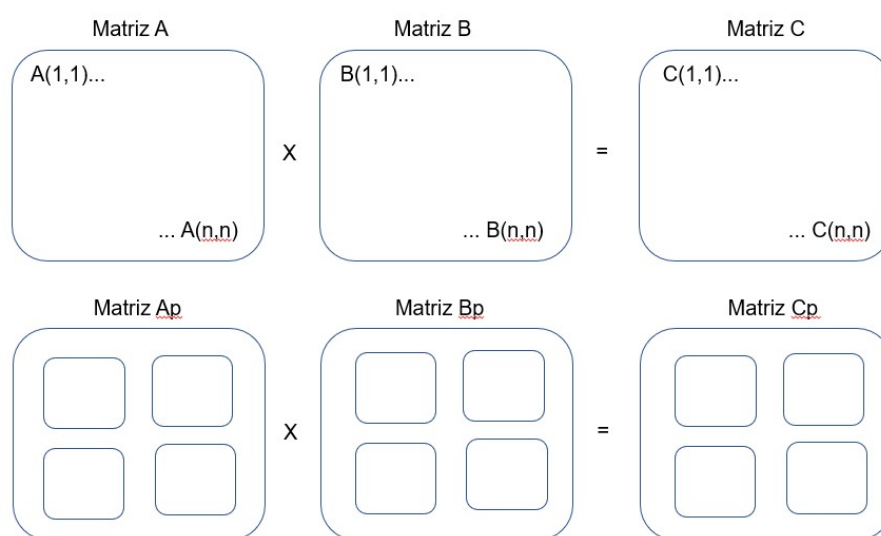 Matriz A Matriz B Matriz C
A(1,1)... B(1,1)... C(1,1)...
X =
... A(n,n) ... B(n,n) ... C(n,n)
Matriz Ap Matriz Bp Matriz Cp
X =